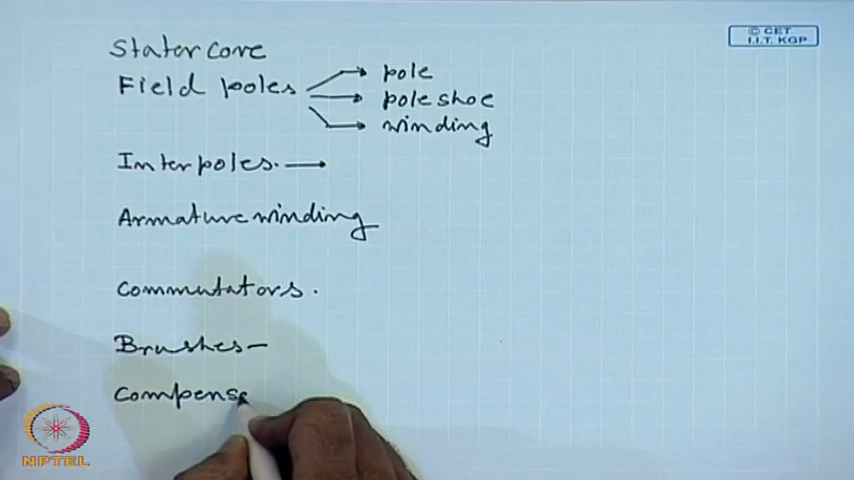 © CET
I.I.T. KGP
Stator core
Field poles → pole
→ pole shoe
→ winding
Interpoles. →
Armature winding
Commutators.
Brushes –
Compens
NPTEL